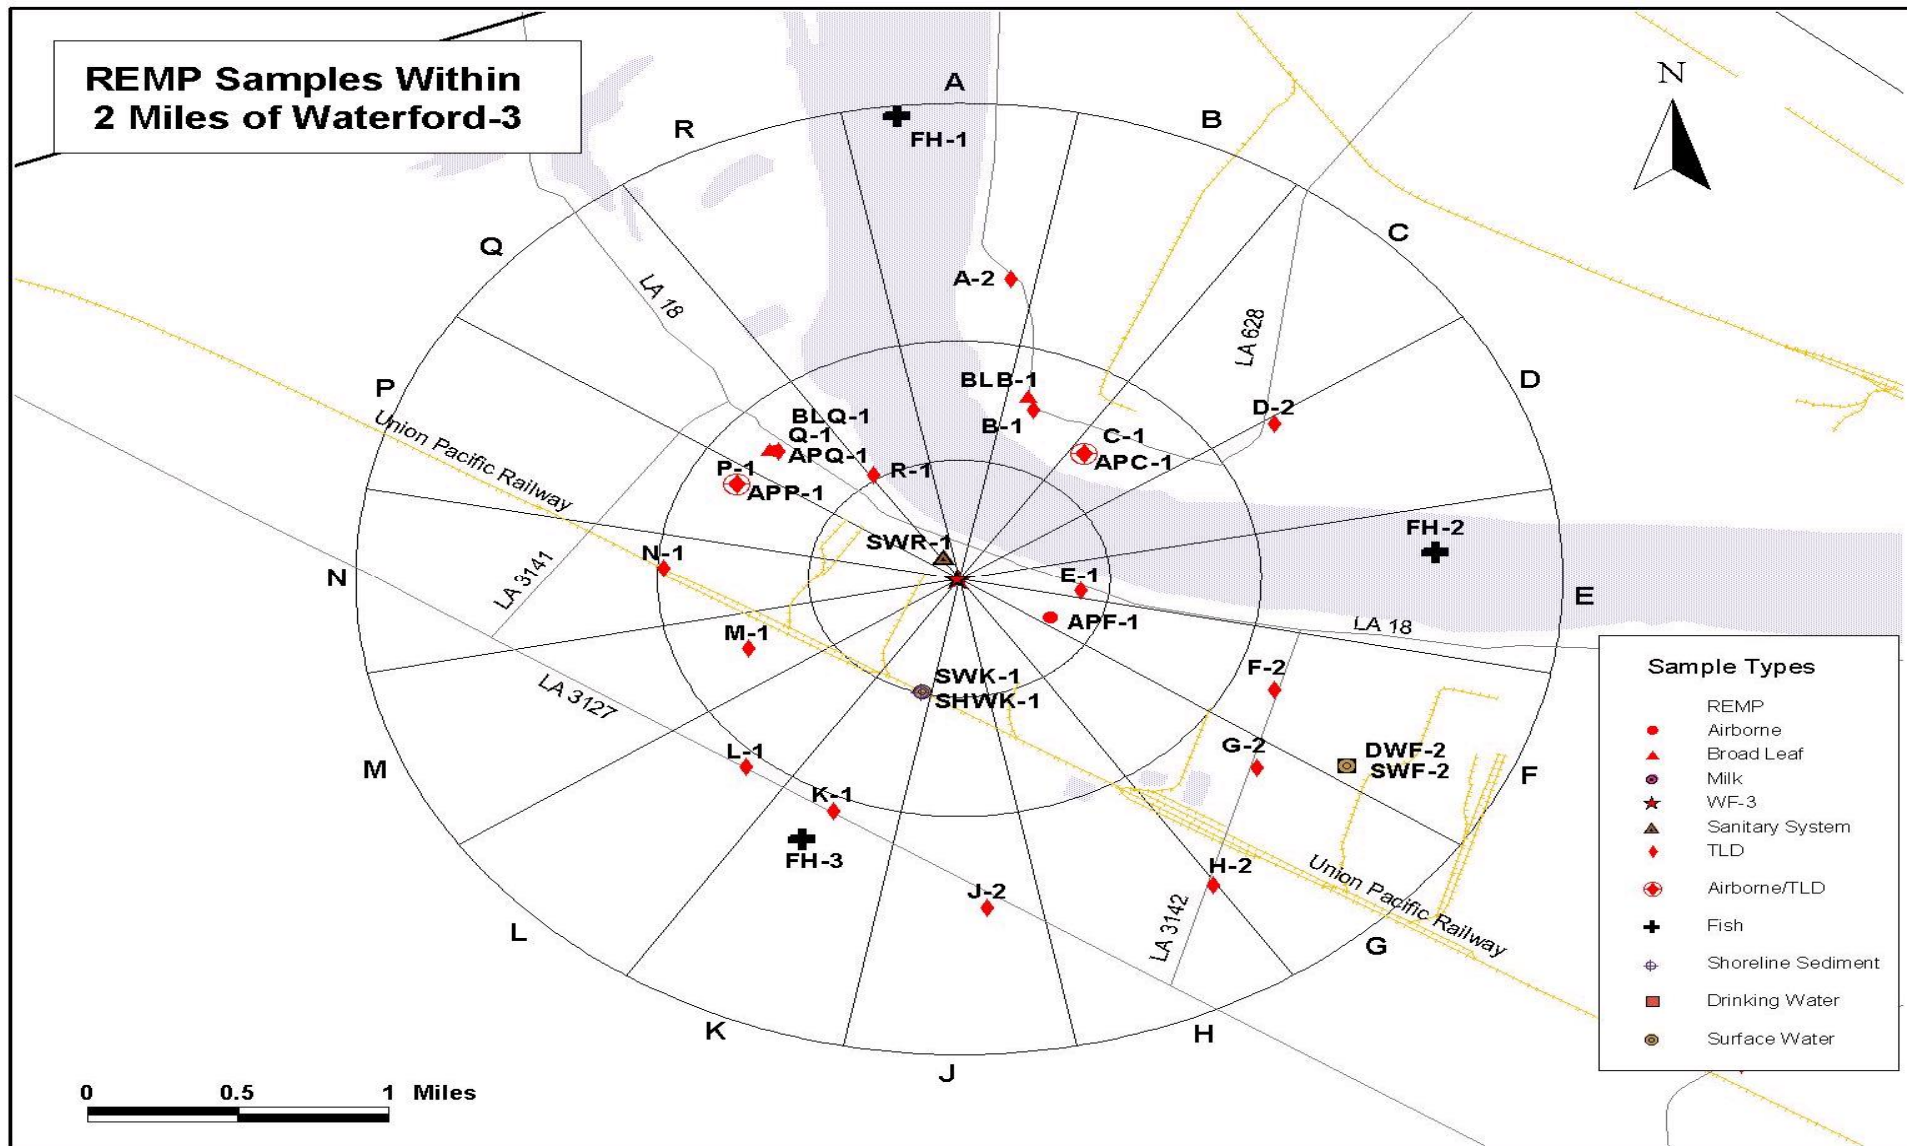 REMP Samples Within
2 Miles of Waterford-3
N
A
B
R
FH-1
Q
C
LA 18
A-2
LA 628
P
D
BLB-1
B-1
D-2
Union Pacific Railway
BLQ-1
Q-1
APQ-1
C-1
APC-1
P-1
APP-1
R-1
FH-2
SWR-1
N-1
LA 3141
N
E-1
E
APF-1
LA 18
M-1
SWK-1
SHWK-1
F-2
LA 3127
L-1
G-2
DWF-2
SWF-2
M
F
K-1
FH-3
H-2
Union Pacific Railway
J-2
LA 3142
L
G
K
H
J
0 0.5 1 Miles
Sample Types
REMP
Airborne
Broad Leaf
Milk
WF-3
Sanitary System
TLD
Airborne/TLD
Fish
Shoreline Sediment
Drinking Water
Surface Water